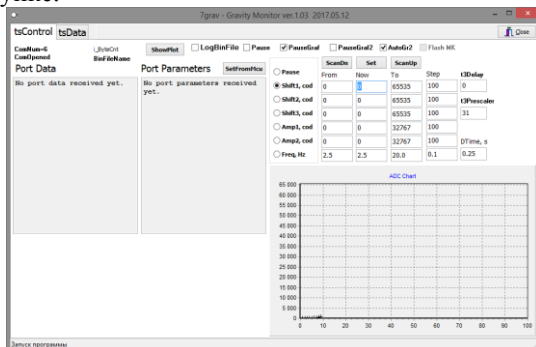 7grav - Gravity Monitor ver.1.03 2017.05.12
tsControl tsData
Close
ComNum=6 i_ByteCnt ShowPlot LogBinFile Pause PauseGraf PauseGraf2 AutoGr2 Flash MK
ComOpened BinFileName
Port Data Port Parameters SetFromMcu
No port data received yet.
No port parameters received
yet.
ScanDn Set ScanUp
Pause From Now To Step t3Delay
Shift1, cod 0 0 65535 100 0
Shift2, cod 0 0 65535 100 t3Prescaler
Shift3, cod 0 0 65535 100 31
Amp1, cod 0 0 32767 100
Amp2, cod 0 0 32767 100 DTime, s
Freq, Hz 2.5 2.5 20.0 0.1 0.25
ADC Chart
65 000
60 000
55 000
50 000
45 000
40 000
35 000
30 000
25 000
20 000
15 000
10 000
5 000
0
0 10 20 30 40 50 60 70 80 90 100
Запуск программы